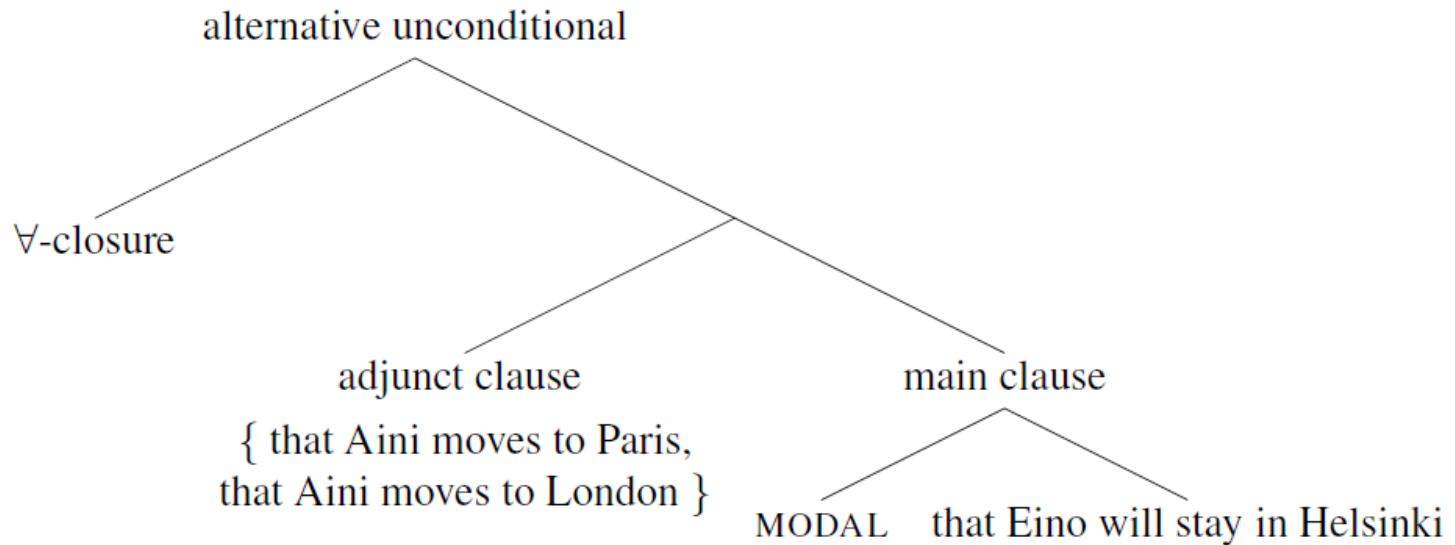 alternative unconditional
∀-closure
adjunct clause
main clause
{ that Aini moves to Paris,
that Aini moves to London }
MODAL
that Eino will stay in Helsinki